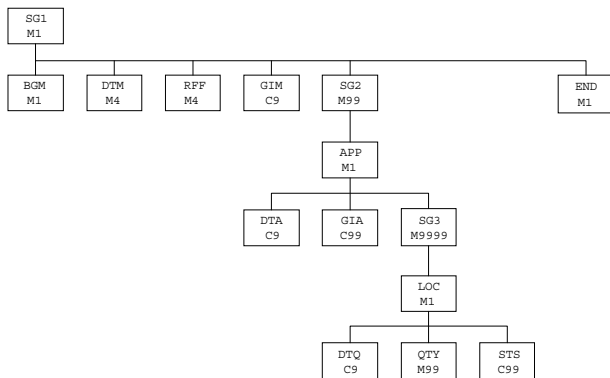 SG1
M1
BGM
M1
DTM
M4
RFF
M4
GIM
C9
SG2
M99
END
M1
APP
M1
DTA
C9
GIA
C99
SG3
M9999
LOC
M1
DTQ
C9
QTY
M99
STS
C99